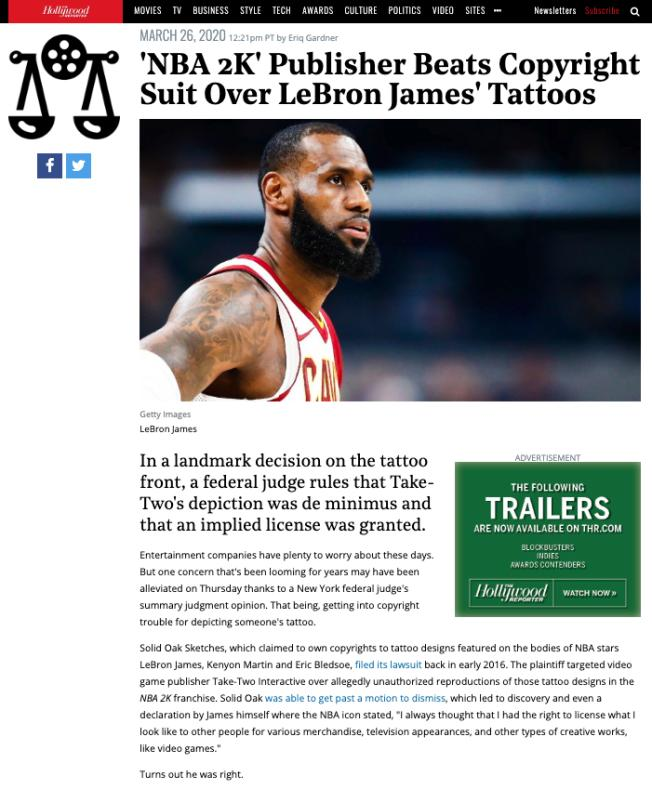 Hollywood
REPORTER
MOVIES TV BUSINESS STYLE TECH AWARDS CULTURE POLITICS VIDEO SITES ••• Newsletters Subscribe
MARCH 26, 2020 12:21pm PT by Eriq Gardner
'NBA 2K' Publisher Beats Copyright
Suit Over LeBron James' Tattoos
Getty Images
LeBron James
In a landmark decision on the tattoo
front, a federal judge rules that Take-
Two's depiction was de minimus and
that an implied license was granted.
Entertainment companies have plenty to worry about these days.
But one concern that's been looming for years may have been
alleviated on Thursday thanks to a New York federal judge's
summary judgment opinion. That being, getting into copyright
trouble for depicting someone's tattoo.
ADVERTISEMENT
THE FOLLOWING
TRAILERS
ARE NOW AVAILABLE ON THR.COM
BLOCKBUSTERS
INDIES
AWARDS CONTENDERS
THE
Hollywood
REPORTER
WATCH NOW »
Solid Oak Sketches, which claimed to own copyrights to tattoo designs featured on the bodies of NBA stars
LeBron James, Kenyon Martin and Eric Bledsoe, filed its lawsuit back in early 2016. The plaintiff targeted video
game publisher Take-Two Interactive over allegedly unauthorized reproductions of those tattoo designs in the
NBA 2K franchise. Solid Oak was able to get past a motion to dismiss, which led to discovery and even a
declaration by James himself where the NBA icon stated, "I always thought that I had the right to license what I
look like to other people for various merchandise, television appearances, and other types of creative works,
like video games."
Turns out he was right.